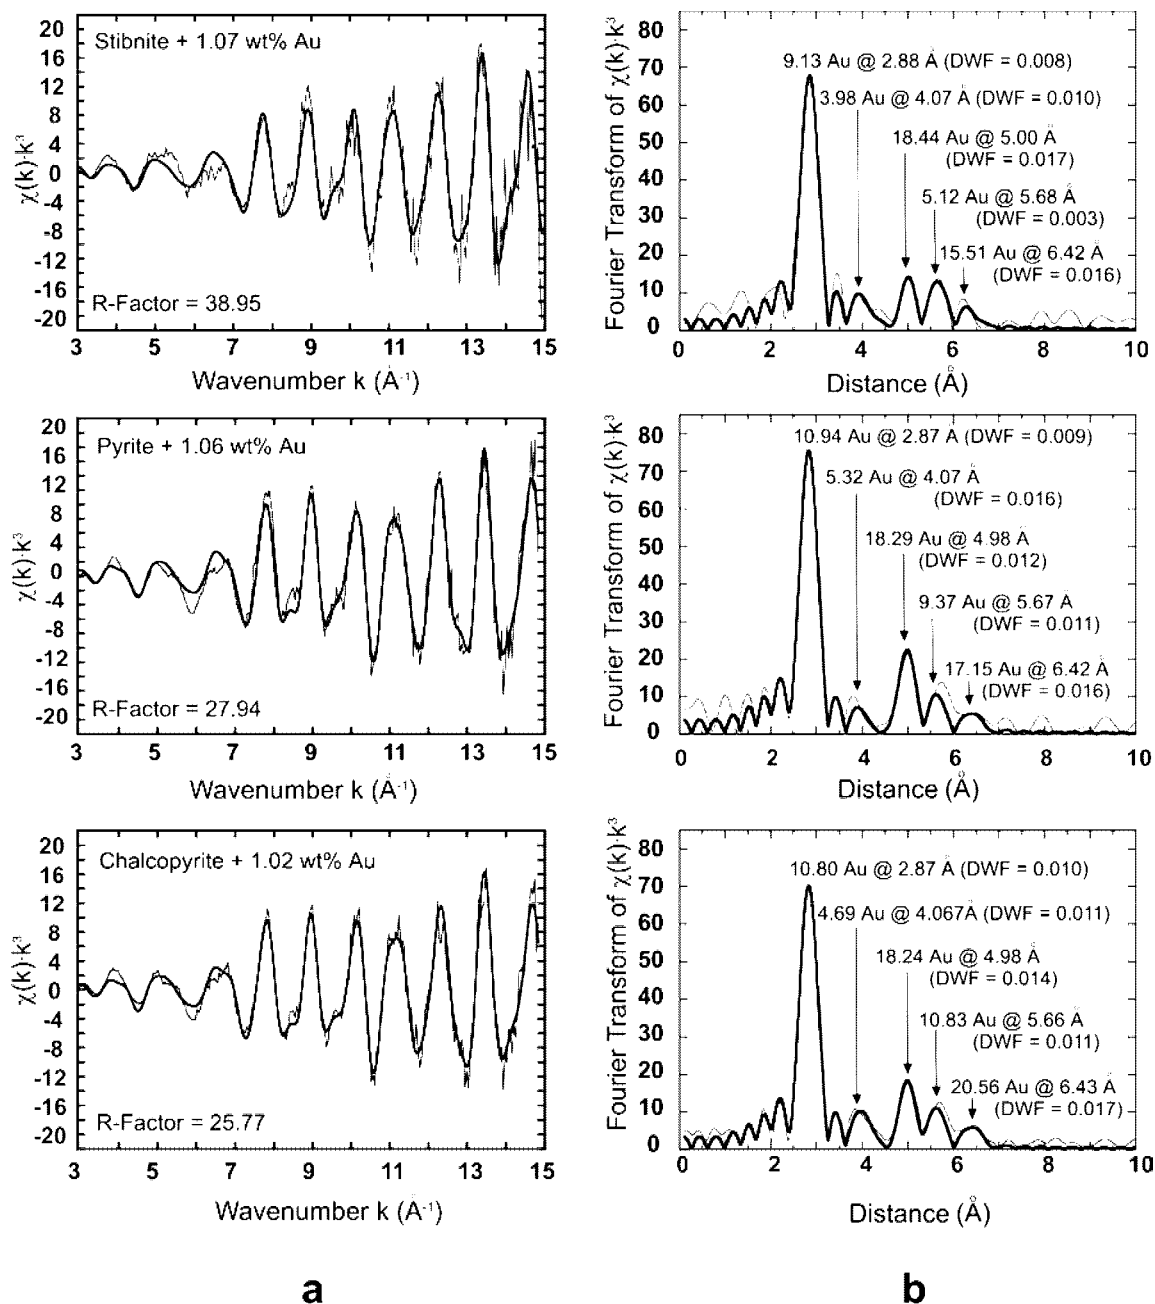 Stibnite + 1.07 wt% Au
20
16
12
8
4
0
-4
-8
-12
-16
-20
χ(k)·k³
R-Factor = 38.95
3 5 7 9 11 13 15
Wavenumber k (Å⁻¹)
80
70
60
50
40
30
20
10
0
Fourier Transform of χ(k)·k³
9.13 Au @ 2.88 Å (DWF = 0.008)
3.98 Au @ 4.07 Å (DWF = 0.010)
18.44 Au @ 5.00 Å
(DWF = 0.017)
5.12 Au @ 5.68 Å
(DWF = 0.003)
15.51 Au @ 6.42 Å
(DWF = 0.016)
0 2 4 6 8 10
Distance (Å)
Pyrite + 1.06 wt% Au
20
16
12
8
4
0
-4
-8
-12
-16
-20
χ(k)·k³
R-Factor = 27.94
3 5 7 9 11 13 15
Wavenumber k (Å⁻¹)
80
70
60
50
40
30
20
10
0
Fourier Transform of χ(k)·k³
10.94 Au @ 2.87 Å (DWF = 0.009)
5.32 Au @ 4.07 Å
(DWF = 0.016)
18.29 Au @ 4.98 Å
(DWF = 0.012)
9.37 Au @ 5.67 Å
(DWF = 0.011)
17.15 Au @ 6.42 Å
(DWF = 0.016)
0 2 4 6 8 10
Distance (Å)
Chalcopyrite + 1.02 wt% Au
20
16
12
8
4
0
-4
-8
-12
-16
-20
χ(k)·k³
R-Factor = 25.77
3 5 7 9 11 13 15
Wavenumber k (Å⁻¹)
80
70
60
50
40
30
20
10
0
Fourier Transform of χ(k)·k³
10.80 Au @ 2.87 Å (DWF = 0.010)
4.69 Au @ 4.067Å (DWF = 0.011)
18.24 Au @ 4.98 Å
(DWF = 0.014)
10.83 Au @ 5.66 Å
(DWF = 0.011)
20.56 Au @ 6.43 Å
(DWF = 0.017)
0 2 4 6 8 10
Distance (Å)
a
b